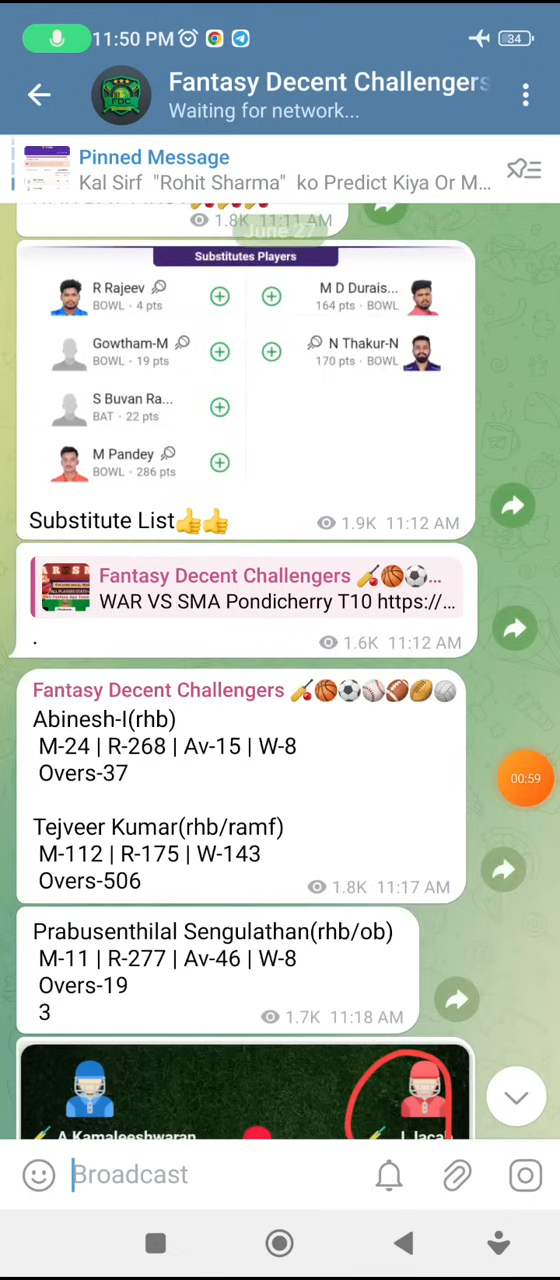 11:50 PM
34
Fantasy Decent Challengers
Waiting for network...
Pinned Message
Kal Sirf "Rohit Sharma" ko Predict Kiya Or M...
1.8K 11:11 AM
June 27
Substitutes Players
R Rajeev
BOWL · 4 pts
M D Durais...
164 pts · BOWL
Gowtham-M
BOWL · 19 pts
N Thakur-N
170 pts · BOWL
S Buvan Ra...
BAT · 22 pts
M Pandey
BOWL · 286 pts
Substitute List👍👍
1.9K 11:12 AM
Fantasy Decent Challengers 🏏🏀⚽...
WAR VS SMA Pondicherry T10 https://...
.
1.6K 11:12 AM
Fantasy Decent Challengers 🏏🏀⚽⚾🏈🏉🏐
Abinesh-I(rhb)
M-24 | R-268 | Av-15 | W-8
Overs-37
Tejveer Kumar(rhb/ramf)
M-112 | R-175 | W-143
Overs-506
1.8K 11:17 AM
00:59
Prabusenthilal Sengulathan(rhb/ob)
M-11 | R-277 | Av-46 | W-8
Overs-19
3
1.7K 11:18 AM
A Kamaleeshwaran
Broadcast